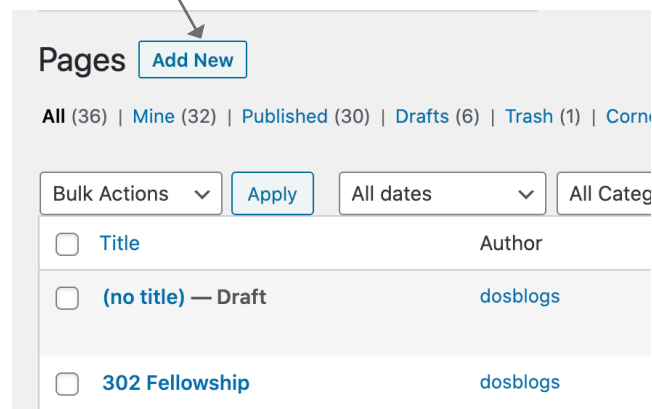 Pages Add New
All (36) | Mine (32) | Published (30) | Drafts (6) | Trash (1) |
Bulk Actions Apply All dates All
Title Author
(no title) — Draft dosblogs
302 Fellowship dosblogs